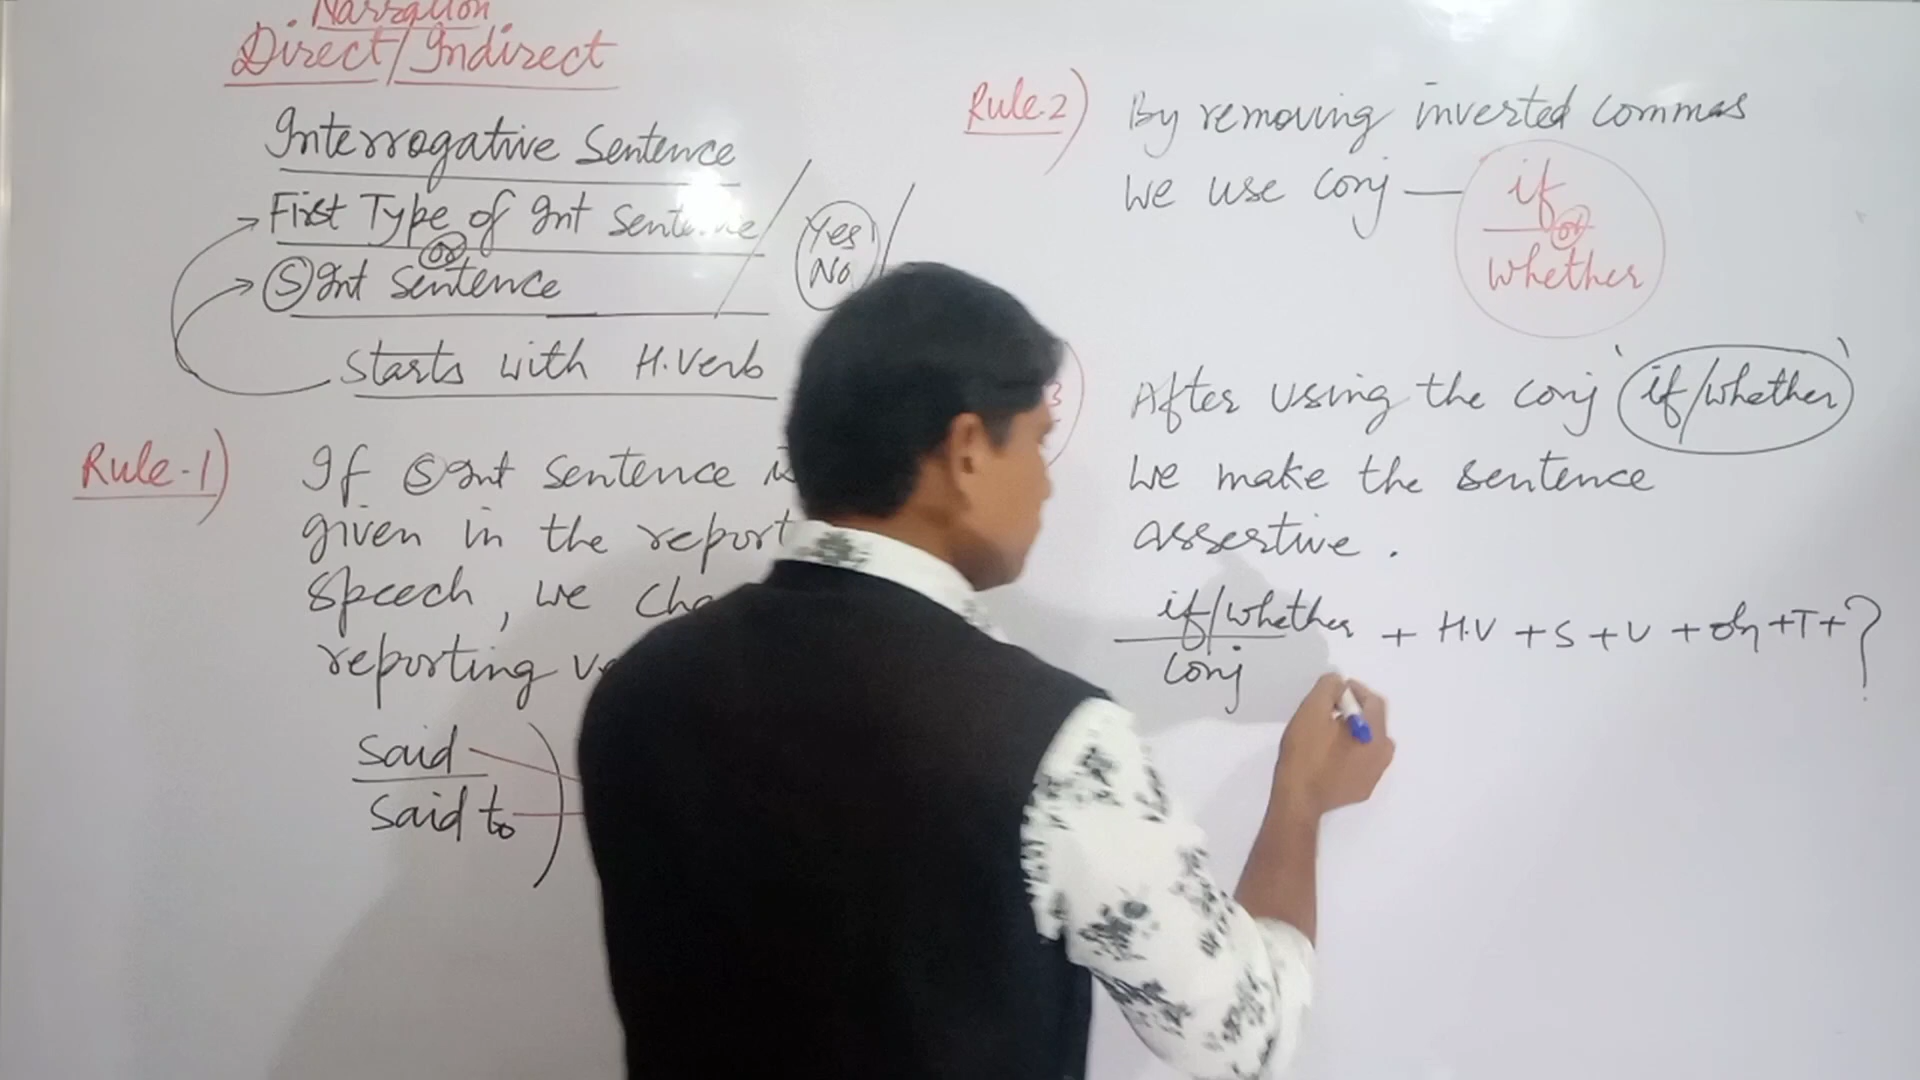 Narration
Direct/Indirect
Interrogative Sentence
First Type of Int Sentence
or
Ⓢ Int Sentence
Yes
No
Starts with H.Verb
Rule-1)
If Ⓢ Int sentence
given in the report
speech, we
reporting
said
said to
Rule-2)
By removing inverted commas
We use conj — if
or
whether
3
After using the conj 'if/whether'
We make the sentence
assertive.
if/whether + H.V + S + V + + T + ?
conj